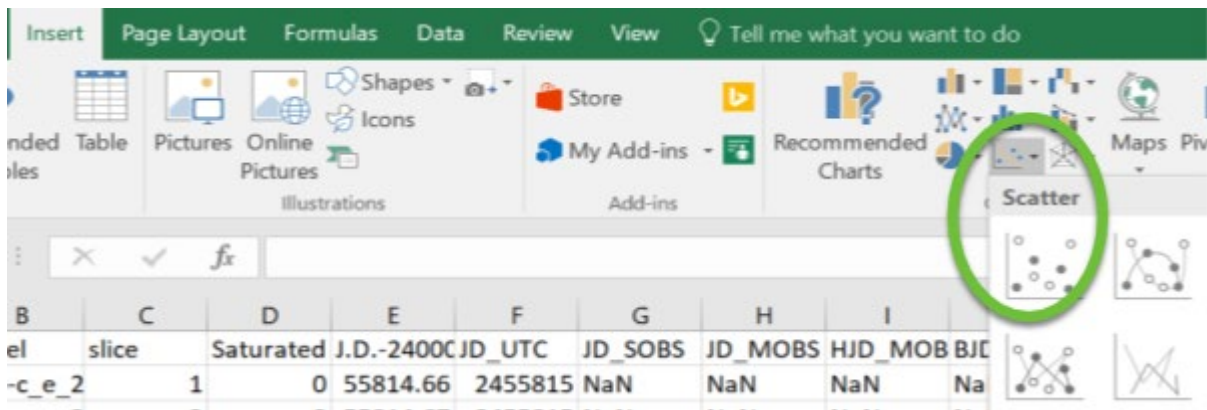 Insert Page Layout Formulas Data Review View Tell me what you want to do
Shapes
Store
Icons
nded Table Pictures Online My Add-ins Recommended Maps Piv
les Pictures Charts
Illustrations Add-ins Scatter
fx
B C D E F G H I
el slice Saturated J.D.-2400C JD_UTC JD_SOBS JD_MOBS HJD_MOB BJD
-c_e_2 1 0 55814.66 2455815 NaN NaN NaN Na